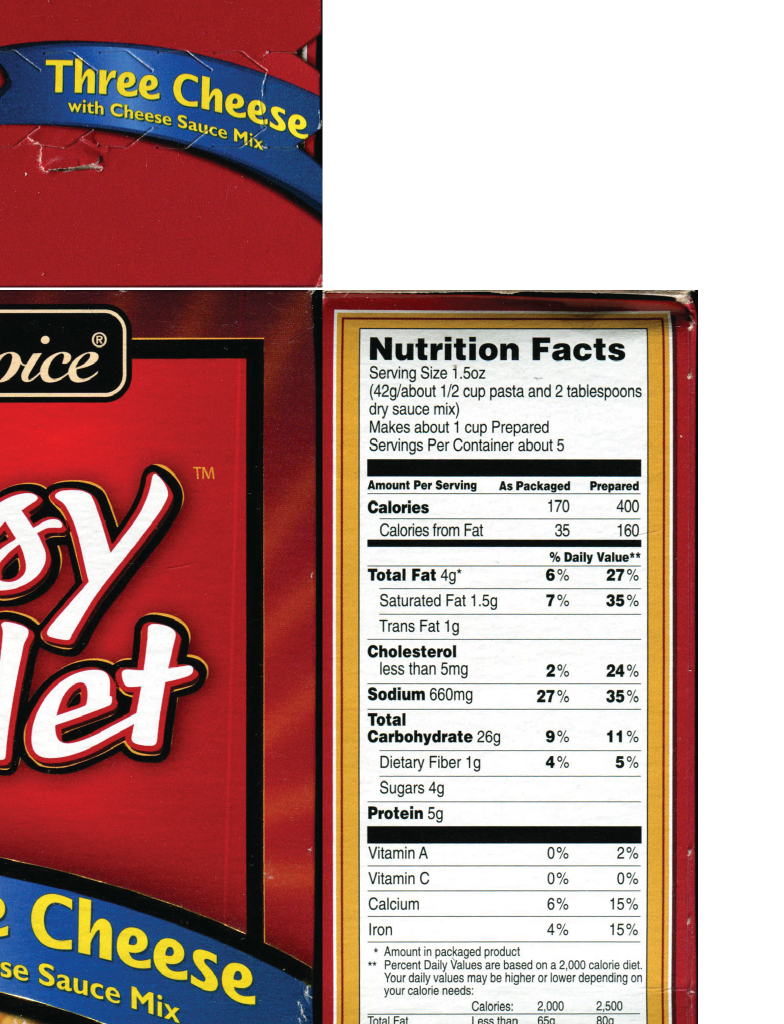 Three Cheese
with Cheese Sauce Mix
®
TM
Cheese
Sauce Mix
Nutrition Facts
Serving Size 1.5oz
(42g/about 1/2 cup pasta and 2 tablespoons
dry sauce mix)
Makes about 1 cup Prepared
Servings Per Container about 5
Amount Per Serving As Packaged Prepared
Calories 170 400
Calories from Fat 35 160
% Daily Value**
Total Fat 4g* 6% 27%
Saturated Fat 1.5g 7% 35%
Trans Fat 1g
Cholesterol
less than 5mg 2% 24%
Sodium 660mg 27% 35%
Total
Carbohydrate 26g 9% 11%
Dietary Fiber 1g 4% 5%
Sugars 4g
Protein 5g
Vitamin A 0% 2%
Vitamin C 0% 0%
Calcium 6% 15%
Iron 4% 15%
* Amount in packaged product
** Percent Daily Values are based on a 2,000 calorie diet.
Your daily values may be higher or lower depending on
your calorie needs:
Calories: 2,000 2,500
Total Fat Less than 65g 80g